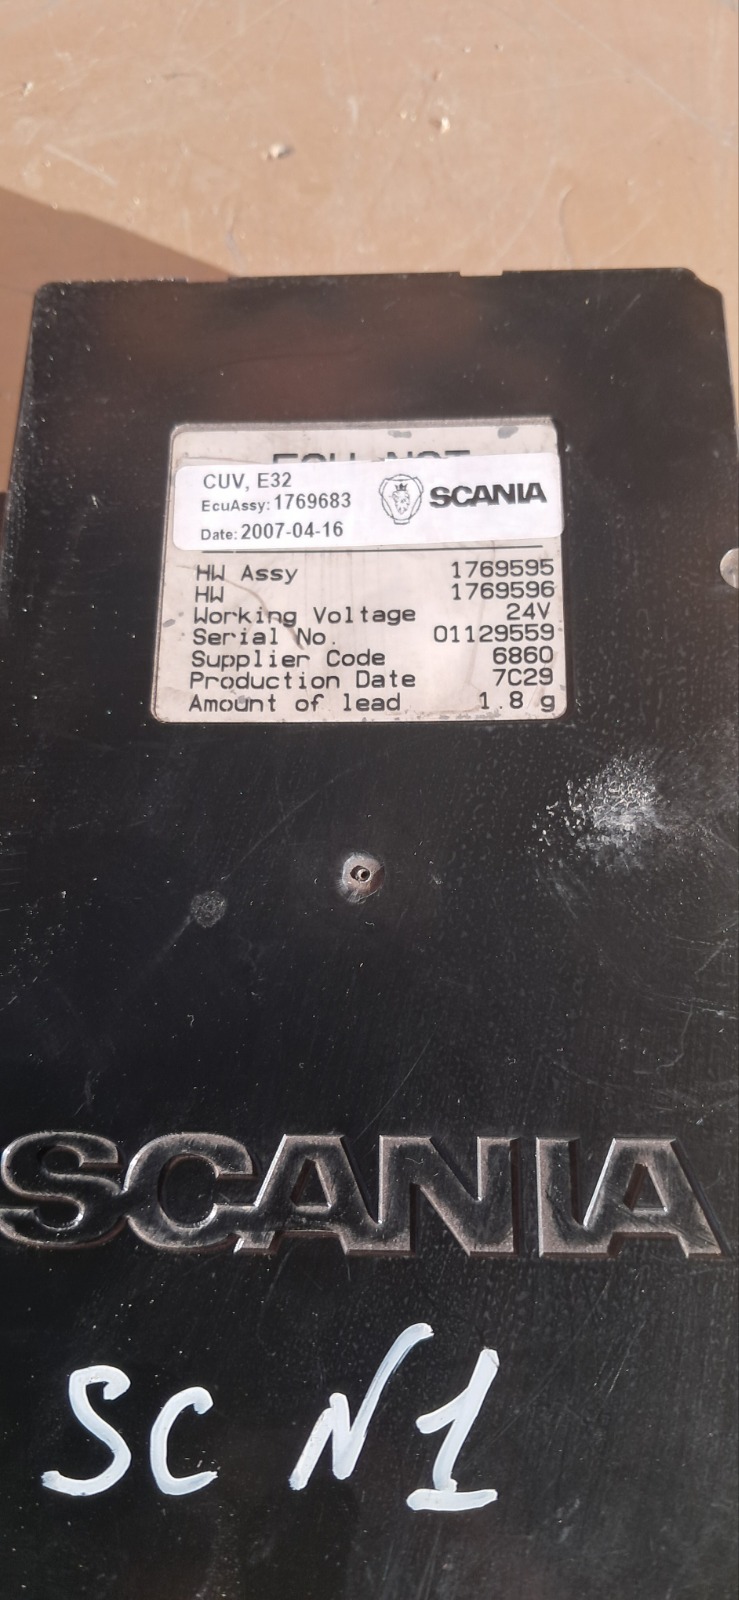 CUV, E32
EcuAssy: 1769683
SCANIA
Date: 2007-04-16
HW Assy 1769595
HW 1769596
Working Voltage 24V
Serial No. 01129559
Supplier Code 6860
Production Date 7C29
Amount of lead 1.8 g
SCANIA
SC N1